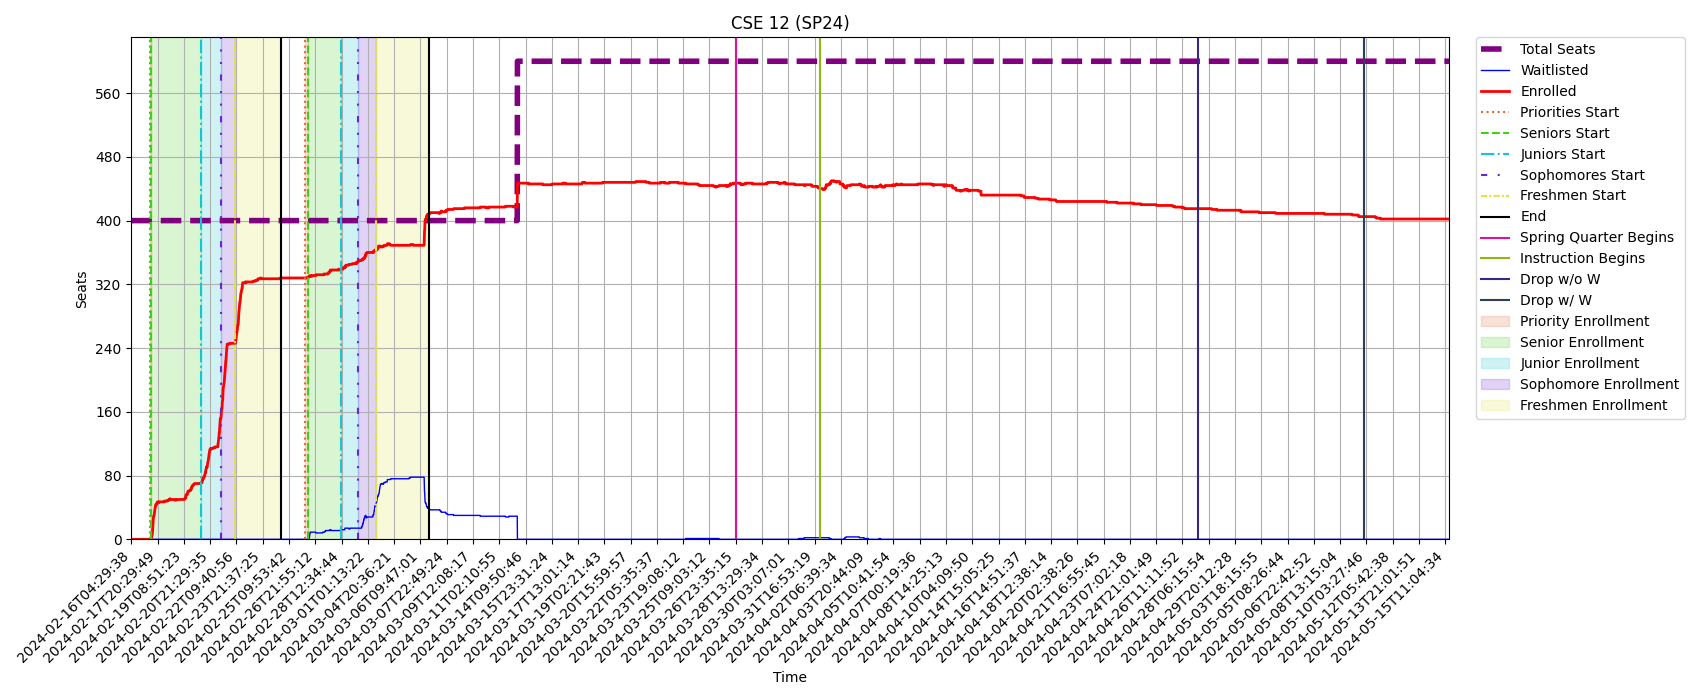 CSE 12 (SP24)
Total Seats
Waitlisted
Enrolled
Priorities Start
Seniors Start
Juniors Start
Sophomores Start
Freshmen Start
End
Spring Quarter Begins
Instruction Begins
Drop w/o W
Drop w/ W
Priority Enrollment
Senior Enrollment
Junior Enrollment
Sophomore Enrollment
Freshmen Enrollment
Seats
560
480
400
320
240
160
80
0
2024-02-16T04:29:38
2024-02-17T20:29:49
2024-02-19T08:51:23
2024-02-20T21:29:35
2024-02-22T09:40:56
2024-02-23T21:37:25
2024-02-25T09:53:42
2024-02-26T21:55:12
2024-02-28T12:34:44
2024-03-01T01:13:22
2024-03-04T20:36:21
2024-03-06T09:47:01
2024-03-07T22:49:24
2024-03-09T12:08:17
2024-03-11T02:10:55
2024-03-14T09:50:46
2024-03-15T23:31:24
2024-03-17T13:01:14
2024-03-19T02:21:43
2024-03-20T15:59:57
2024-03-22T05:35:37
2024-03-23T19:08:12
2024-03-25T09:03:12
2024-03-26T23:35:15
2024-03-28T13:29:34
2024-03-30T03:07:01
2024-03-31T16:53:19
2024-04-02T06:39:34
2024-04-03T20:44:09
2024-04-05T10:41:54
2024-04-07T00:19:36
2024-04-08T14:25:13
2024-04-10T04:09:50
2024-04-14T15:05:25
2024-04-16T14:51:37
2024-04-18T12:38:14
2024-04-20T02:38:26
2024-04-21T16:55:45
2024-04-23T07:02:18
2024-04-24T21:01:49
2024-04-26T11:11:52
2024-04-28T06:15:54
2024-04-29T20:12:28
2024-05-03T18:15:55
2024-05-05T08:26:44
2024-05-06T22:42:52
2024-05-08T13:15:04
2024-05-10T03:27:46
2024-05-12T05:42:38
2024-05-13T21:01:51
2024-05-15T11:04:34
Time